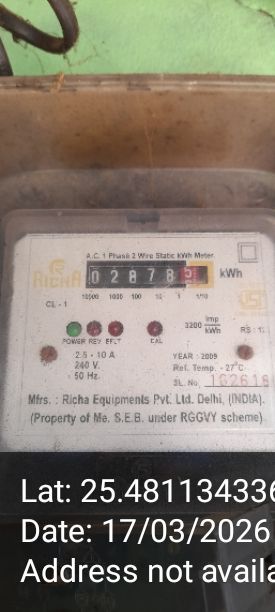 RICHA
A.C. 1 Phase 2 Wire Static kWh Meter
02878 5 kWh
10000 1000 100 10 1 1/10
CL - 1
3200 imp/kWh
POWER REV EFLT CAL
2.5 - 10 A
240 V.
50 Hz.
YEAR : 2009
Ref. Temp. - 27°C
SL. No.
Mfrs. : Richa Equipments Pvt. Ltd. Delhi, (INDIA).
(Property of Me. S.E.B. under RGGVY scheme)
Lat: 25.481134336
Date: 17/03/2026
Address not availa